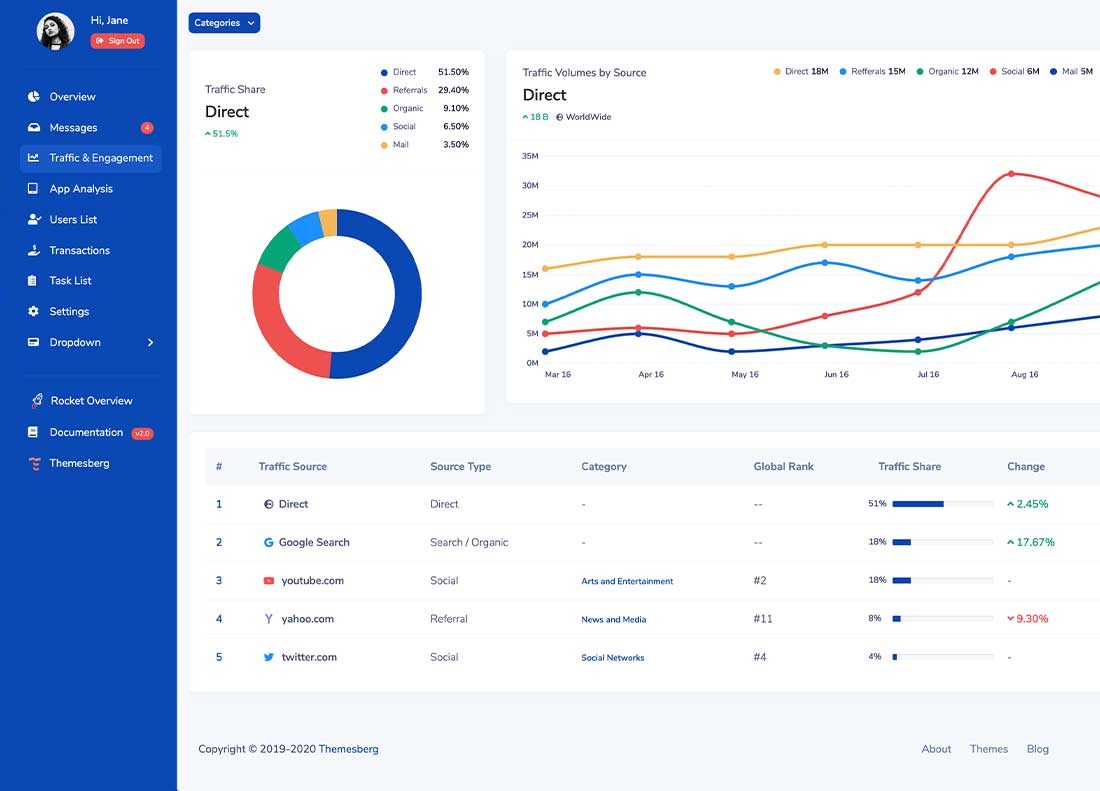 Hi, Jane
Sign Out
Overview
Messages 4
Traffic & Engagement
App Analysis
Users List
Transactions
Task List
Settings
Dropdown
Rocket Overview
Documentation v2.0
Themesberg
Categories
Traffic Share
Direct
51.5%
Direct 51.50%
Referrals 29.40%
Organic 9.10%
Social 6.50%
Mail 3.50%
Traffic Volumes by Source
Direct
18 B WorldWide
Direct 18M Refferals 15M Organic 12M Social 6M Mail 5M
35M
30M
25M
20M
15M
10M
5M
0M
Mar 16 Apr 16 May 16 Jun 16 Jul 16 Aug 16
# Traffic Source Source Type Category Global Rank Traffic Share Change
1 Direct Direct - -- 51% 2.45%
2 Google Search Search / Organic - -- 18% 17.67%
3 youtube.com Social Arts and Entertainment #2 18% -
4 yahoo.com Referral News and Media #11 8% 9.30%
5 twitter.com Social Social Networks #4 4% -
Copyright © 2019-2020 Themesberg
About Themes Blog